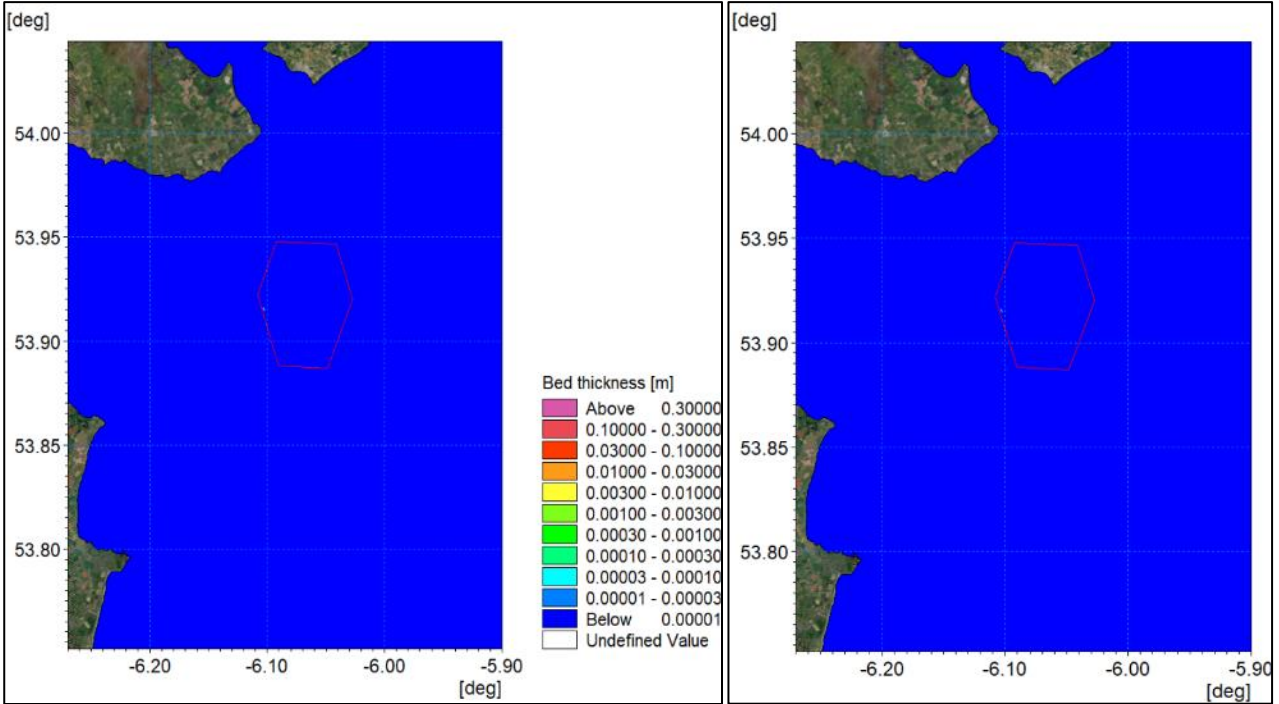 [deg]
54.00
53.95
53.90
53.85
53.80
-6.20 -6.10 -6.00 -5.90
[deg]
Bed thickness [m]
Above 0.30000
0.10000 - 0.30000
0.03000 - 0.10000
0.01000 - 0.03000
0.00300 - 0.01000
0.00100 - 0.00300
0.00030 - 0.00100
0.00010 - 0.00030
0.00003 - 0.00010
0.00001 - 0.00003
Below 0.00001
Undefined Value
[deg]
54.00
53.95
53.90
53.85
53.80
-6.20 -6.10 -6.00 -5.90
[deg]